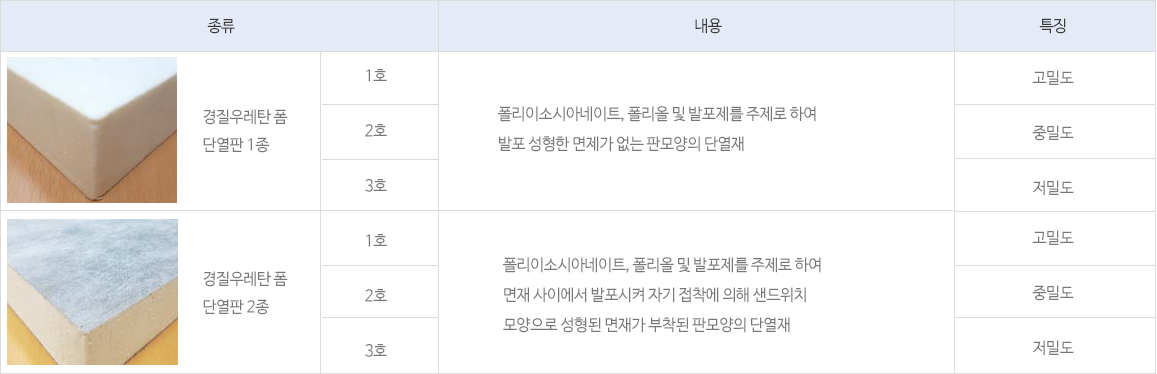 종류
내용
특징
경질우레탄 폼
단열판 1종
1호
2호
3호
폴리이소시아네이트, 폴리올 및 발포제를 주제로 하여
발포 성형한 면제가 없는 판모양의 단열재
고밀도
중밀도
저밀도
경질우레탄 폼
단열판 2종
1호
2호
3호
폴리이소시아네이트, 폴리올 및 발포제를 주제로 하여
면재 사이에서 발포시켜 자기 접착에 의해 샌드위치
모양으로 성형된 면재가 부착된 판모양의 단열재
고밀도
중밀도
저밀도